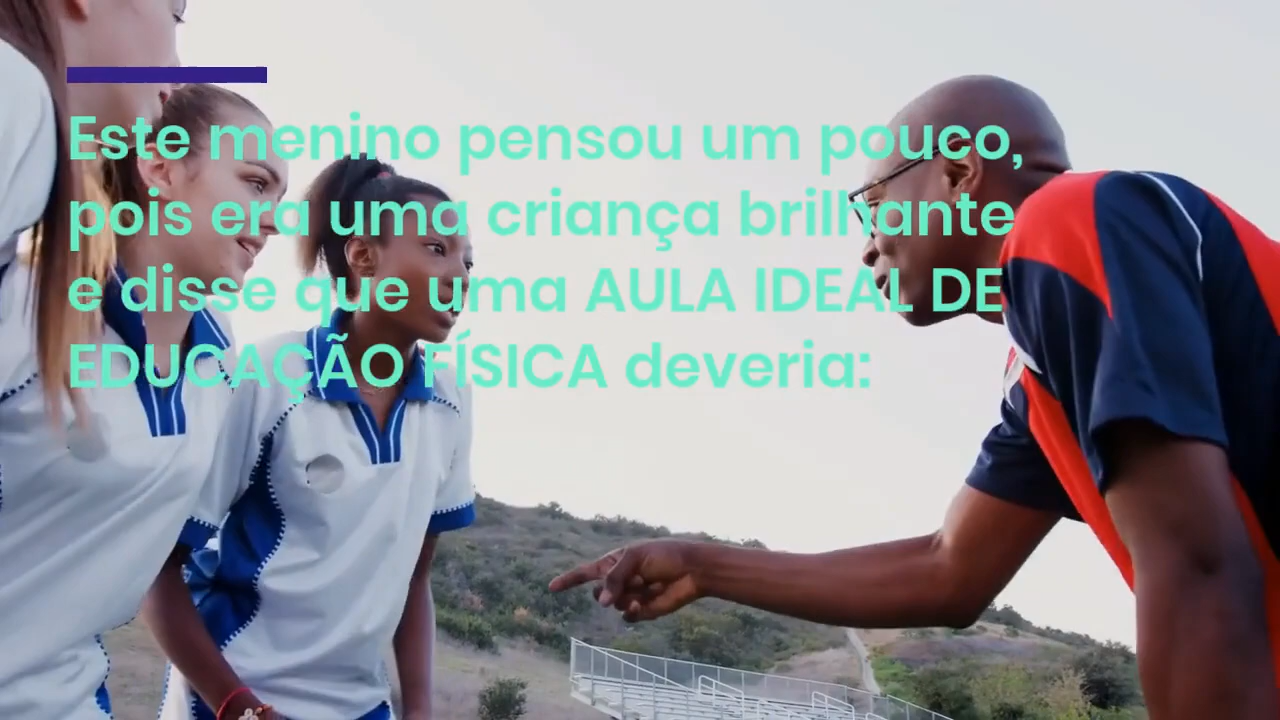 Este menino pensou um pouco,
pois era uma criança brilhante
e disse que uma AULA IDEAL DE
EDUCAÇÃO FÍSICA deveria: